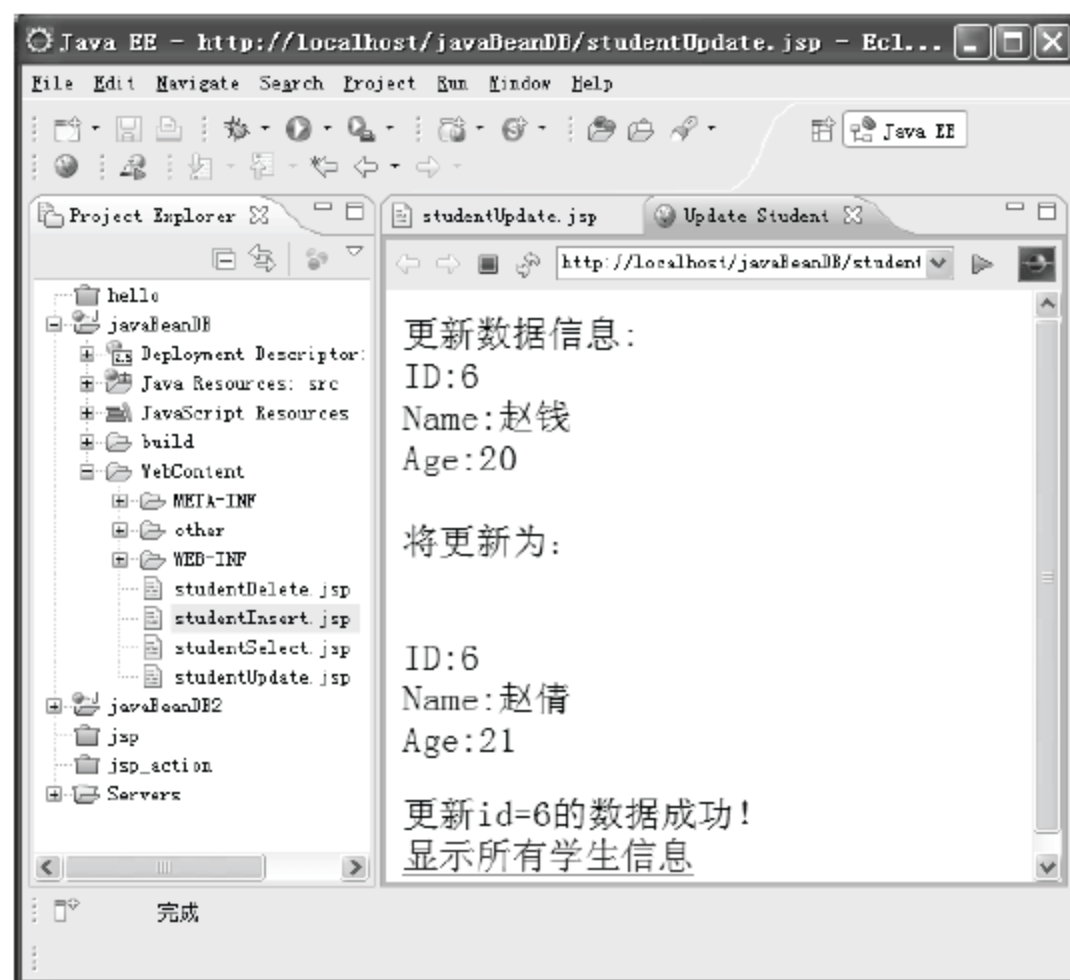 Java EE - http://localhost/javaBeanDB/studentUpdate.jsp - Ecl...
File Edit Navigate Search Project Run Window Help
Java EE
Project Explorer
studentUpdate.jsp
Update Student
http://localhost/javaBeanDB/student
hello
javaBeanDB
Deployment Descriptor:
Java Resources: src
JavaScript Resources
build
WebContent
META-INF
other
WEB-INF
studentDelete.jsp
studentInsert.jsp
studentSelect.jsp
studentUpdate.jsp
javaBeanDB2
jsp
jsp_action
Servers
更新数据信息:
ID:6
Name:赵钱
Age:20
将更新为:
ID:6
Name:赵倩
Age:21
更新id=6的数据成功!
显示所有学生信息
完成